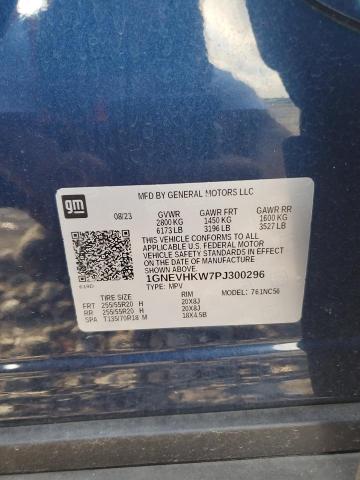 gm
MFD BY GENERAL MOTORS LLC
08/23 GVWR GAWR FRT GAWR RR
2800 KG 1450 KG 1600 KG
6173 LB 3196 LB 3527 LB
THIS VEHICLE CONFORMS TO ALL APPLICABLE U.S. FEDERAL MOTOR VEHICLE SAFETY STANDARDS IN EFFECT ON THE DATE OF MANUFACTURE SHOWN ABOVE.
1GNEVHKW7PJ300296
TYPE: MPV MODEL: 761NC56
TIRE SIZE RIM
FRT 255/55R20 H 20X8J
RR 255/55R20 H 20X8J
SPA T135/70R18 M 18X4.5B